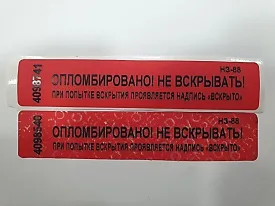 НЗ-88
4098541
ОПЛОМБИРОВАНО! НЕ ВСКРЫВАТЬ!
ПРИ ПОПЫТКЕ ВСКРЫТИЯ ПРОЯВЛЯЕТСЯ НАДПИСЬ «ВСКРЫТО»
НЗ-88
4098540
ОПЛОМБИРОВАНО! НЕ ВСКРЫВАТЬ!
ПРИ ПОПЫТКЕ ВСКРЫТИЯ ПРОЯВЛЯЕТСЯ НАДПИСЬ «ВСКРЫТО»